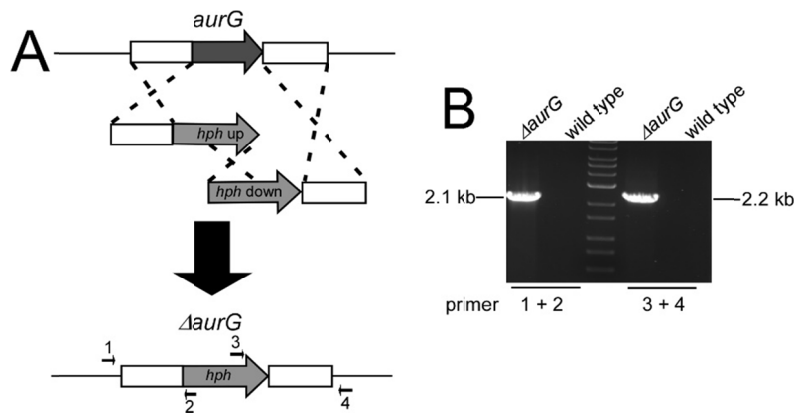 A
aurG
hph up
hph down
ΔaurG
1
3
hph
2
4
B
ΔaurG wild type ΔaurG wild type
2.1 kb
2.2 kb
primer 1 + 2 3 + 4